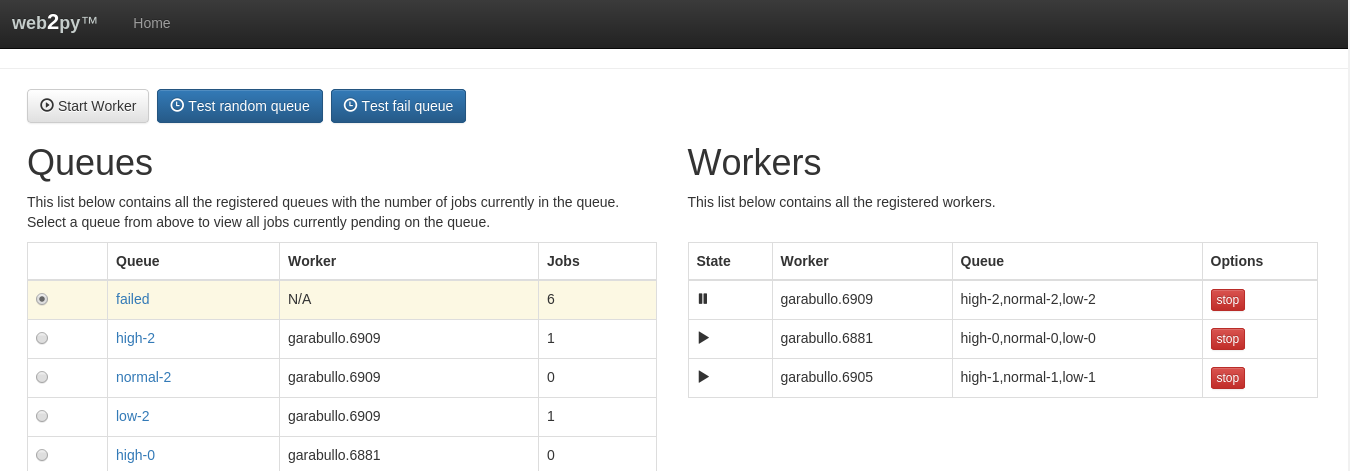 web2py™ Home
Start Worker Test random queue Test fail queue
Queues
This list below contains all the registered queues with the number of jobs currently in the queue.
Select a queue from above to view all jobs currently pending on the queue.
Queue Worker Jobs
failed N/A 6
high-2 garabullo.6909 1
normal-2 garabullo.6909 0
low-2 garabullo.6909 1
high-0 garabullo.6881 0
Workers
This list below contains all the registered workers.
State Worker Queue Options
garabullo.6909 high-2,normal-2,low-2 stop
garabullo.6881 high-0,normal-0,low-0 stop
garabullo.6905 high-1,normal-1,low-1 stop